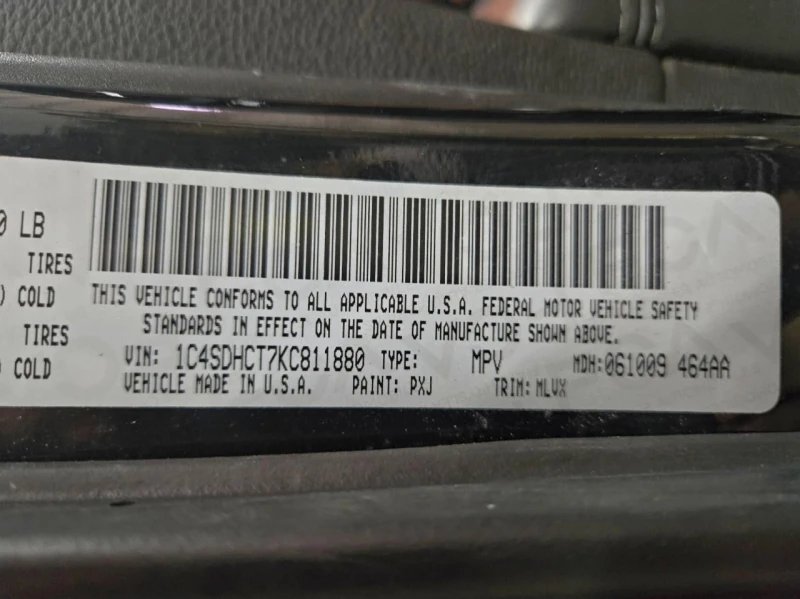 0 LB
TIRES
) COLD
TIRES
) COLD
THIS VEHICLE CONFORMS TO ALL APPLICABLE U.S.A. FEDERAL MOTOR VEHICLE SAFETY
STANDARDS IN EFFECT ON THE DATE OF MANUFACTURE SHOWN ABOVE.
VIN: 1C4SDHCT7KC811880 TYPE: MPV MDH:061009 464AA
VEHICLE MADE IN U.S.A. PAINT: PXJ TRIM: MLVX